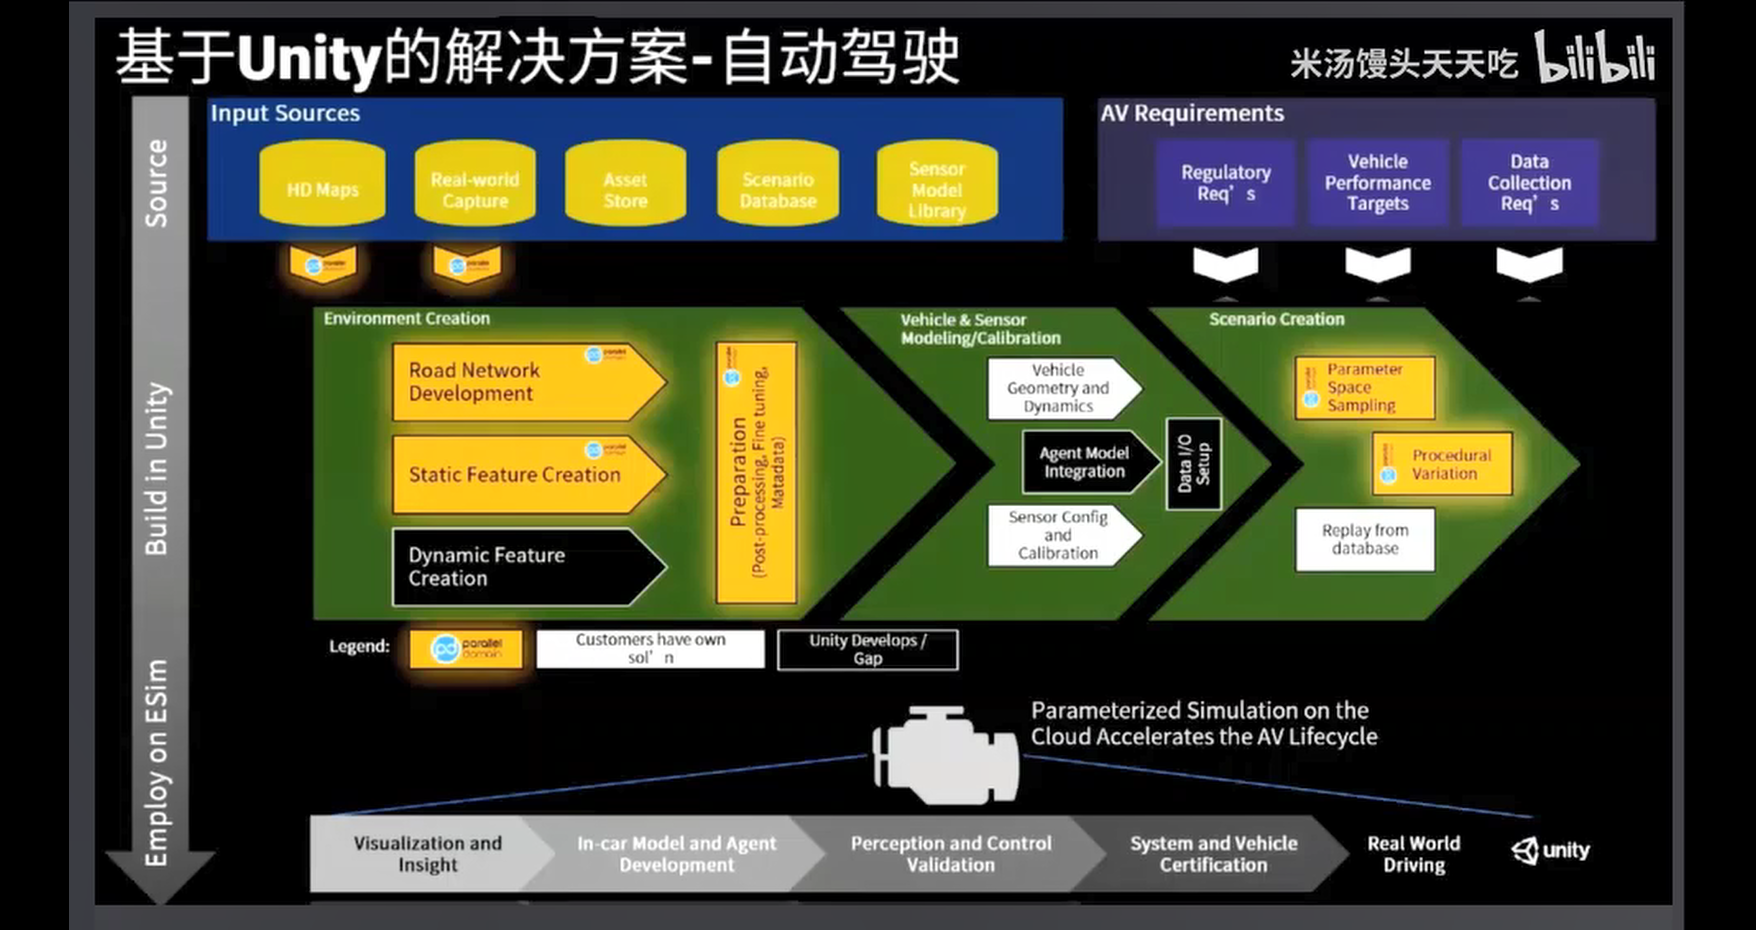 基于Unity的解决方案-自动驾驶
米汤馒头天天吃 bilibili
Source
Build in Unity
Employ on ESim
Input Sources
HD Maps
Real-world
Capture
Asset
Store
Scenario
Database
Sensor
Model
Library
AV Requirements
Regulatory
Req's
Vehicle
Performance
Targets
Data
Collection
Req's
Environment Creation
Road Network
Development
Static Feature Creation
Dynamic Feature
Creation
Preparation
(Post-processing, Fine tuning,
Matadada)
Vehicle & Sensor
Modeling/Calibration
Vehicle
Geometry and
Dynamics
Agent Model
Integration
Sensor Config
and
Calibration
Data I/O
Setup
Scenario Creation
Parameter
Space
Sampling
Procedural
Variation
Replay from
database
Legend:
pd parallel
domain
Customers have own
sol'n
Unity Develops /
Gap
Parameterized Simulation on the
Cloud Accelerates the AV Lifecycle
Visualization and
Insight
In-car Model and Agent
Development
Perception and Control
Validation
System and Vehicle
Certification
Real World
Driving
unity